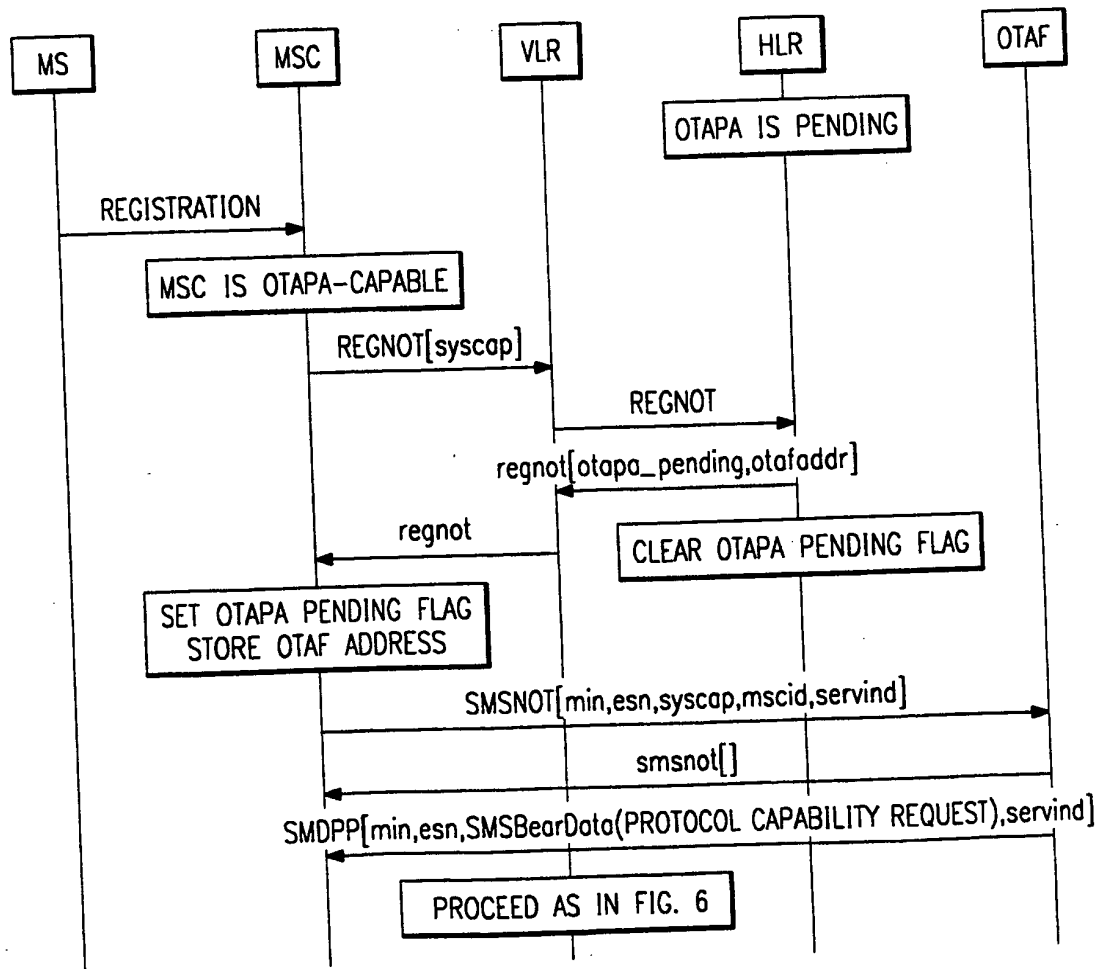 MS
MSC
VLR
HLR
OTAF
OTAPA IS PENDING
REGISTRATION
MSC IS OTAPA-CAPABLE
REGNOT[syscap]
REGNOT
regnot[otapa_pending,otafaddr]
regnot
CLEAR OTAPA PENDING FLAG
SET OTAPA PENDING FLAG
STORE OTAF ADDRESS
SMSNOT[min,esn,syscap,mscid,servind]
smsnot[]
SMDPP[min,esn,SMSBearData(PROTOCOL CAPABILITY REQUEST),servind]
PROCEED AS IN FIG. 6